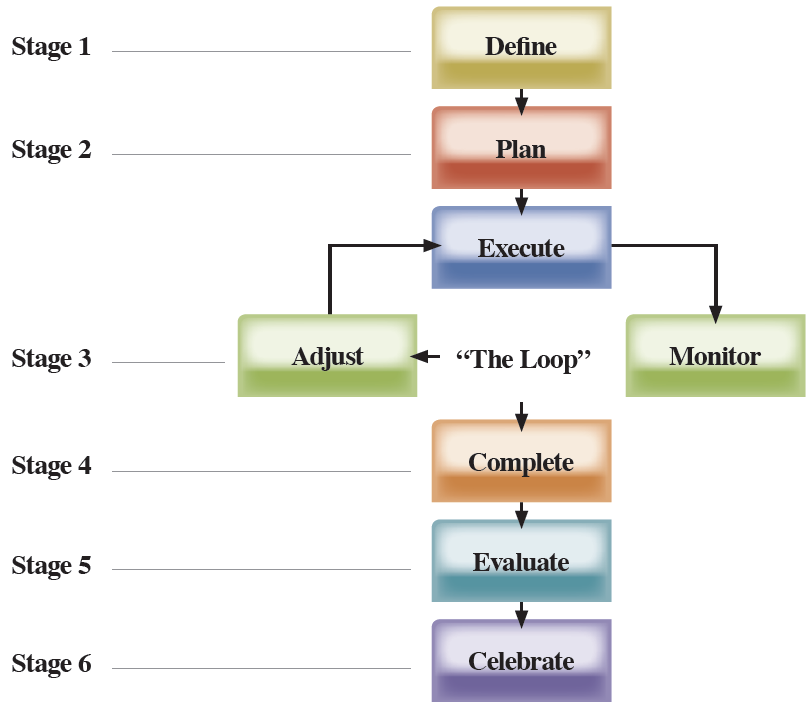 Stage 1
Define
Stage 2
Plan
Execute
Stage 3
Adjust
“The Loop”
Monitor
Stage 4
Complete
Stage 5
Evaluate
Stage 6
Celebrate